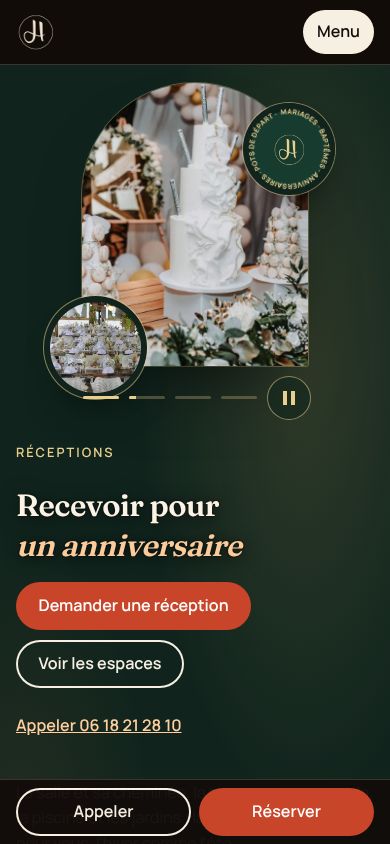 H
Menu
MARIAGES · BAPTÊMES · ANNIVERSAIRES · POTS DE DÉPART ·
H
RÉCEPTIONS
Recevoir pour
un anniversaire
Demander une réception
Voir les espaces
Appeler 06 18 21 28 10
Appeler
Réserver